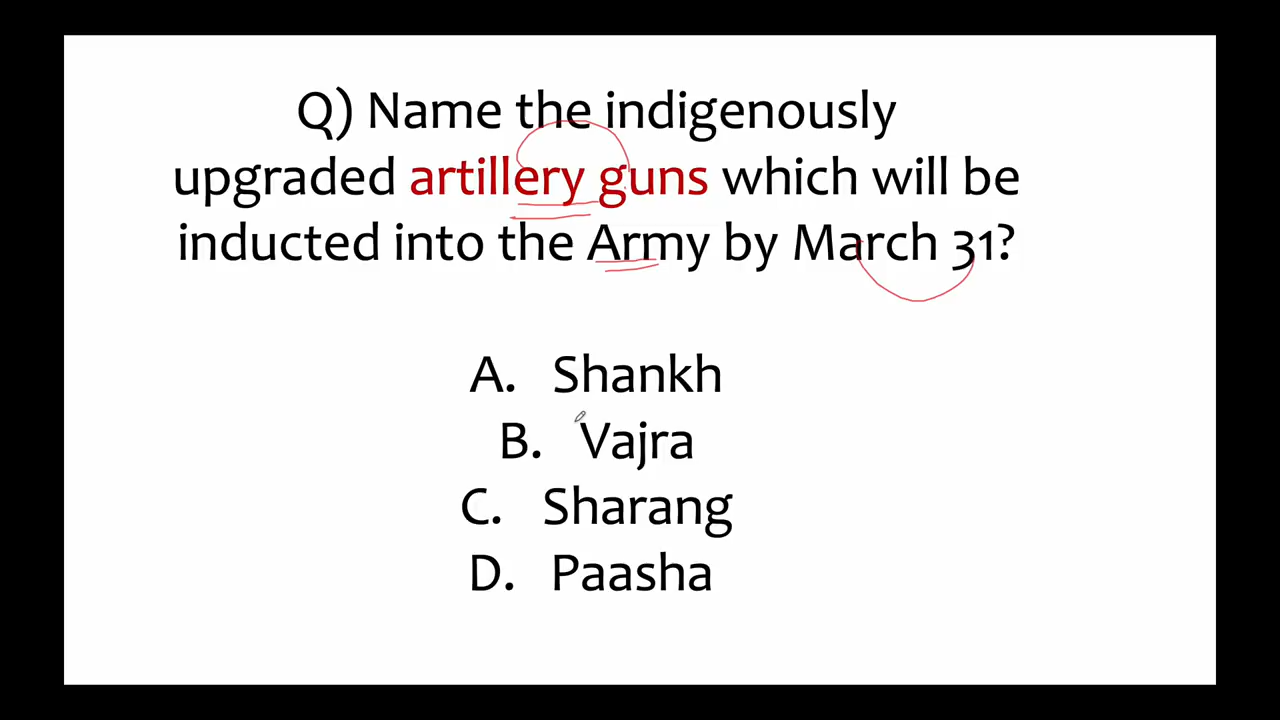 Q) Name the indigenously
upgraded artillery guns which will be
inducted into the Army by March 31?
A. Shankh
B. Vajra
C. Sharang
D. Paasha